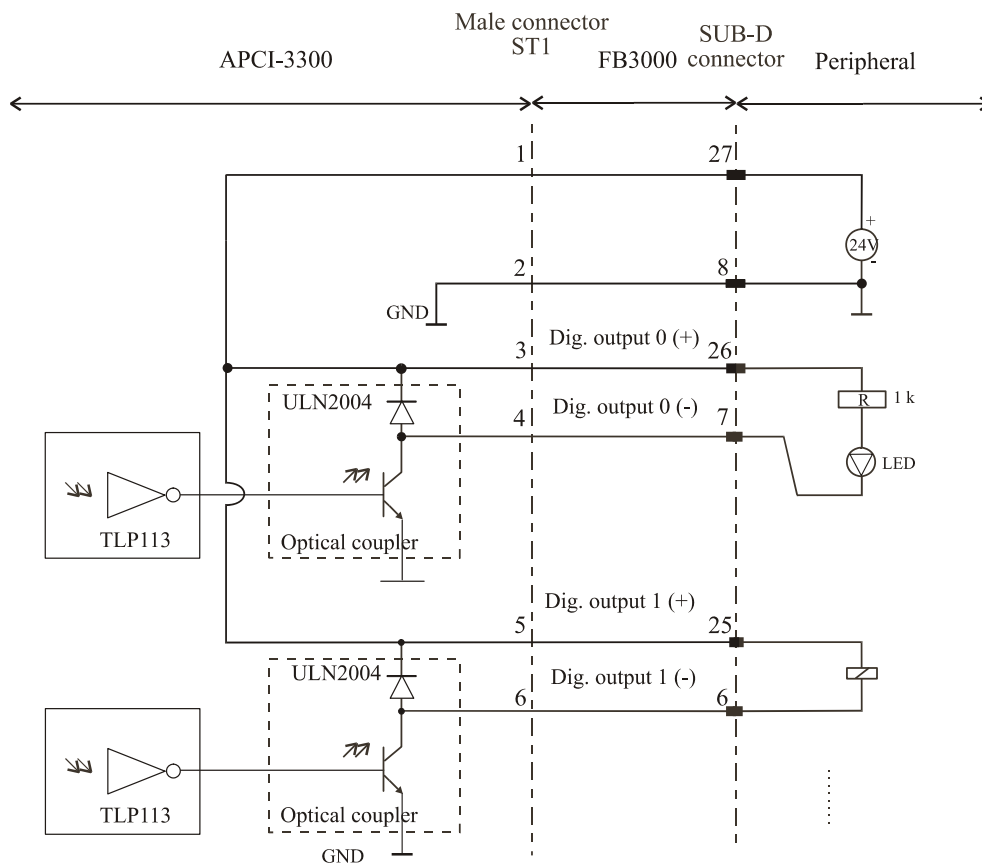 Male connector
ST1
SUB-D
connector
APCI-3300
FB3000
Peripheral
1
27
+
24V
-
2
8
GND
Dig. output 0 (+)
3
26
ULN2004
Dig. output 0 (-)
R
1 k
4
7
LED
TLP113
Optical coupler
Dig. output 1 (+)
5
25
ULN2004
Dig. output 1 (-)
6
6
TLP113
Optical coupler
GND